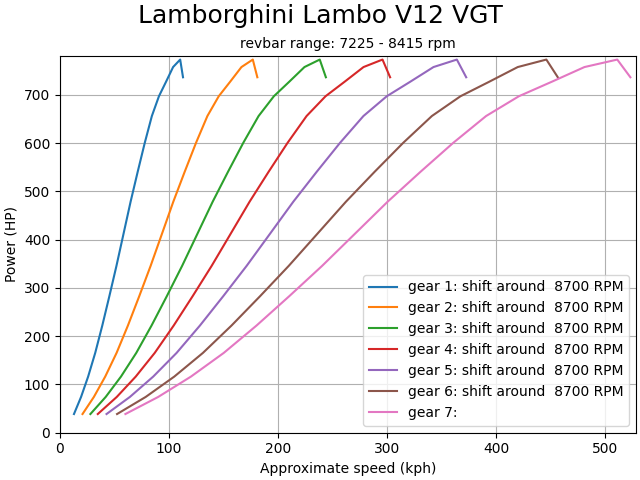 Lamborghini Lambo V12 VGT
revbar range: 7225 - 8415 rpm
Power (HP)
700
600
500
400
300
200
100
0
gear 1: shift around  8700 RPM
gear 2: shift around  8700 RPM
gear 3: shift around  8700 RPM
gear 4: shift around  8700 RPM
gear 5: shift around  8700 RPM
gear 6: shift around  8700 RPM
gear 7:
0 100 200 300 400 500
Approximate speed (kph)